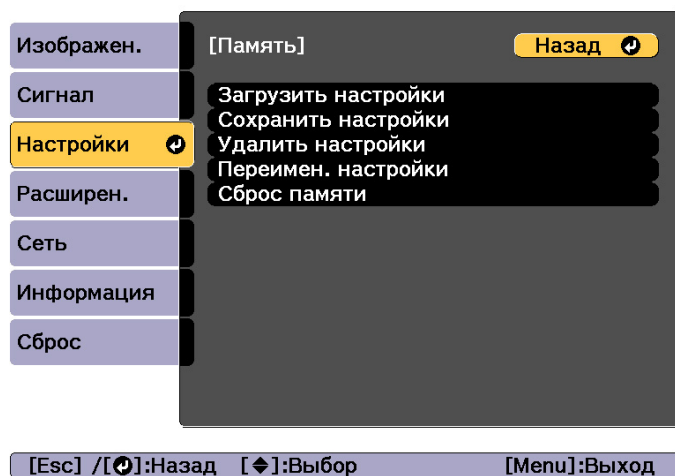 Изображен.
Сигнал
Настройки
Расширен.
Сеть
Информация
Сброс
[Память]
Назад
Загрузить настройки
Сохранить настройки
Удалить настройки
Переимен. настройки
Сброс памяти
[Esc] /[⏎]:Назад [◆]:Выбор [Menu]:Выход